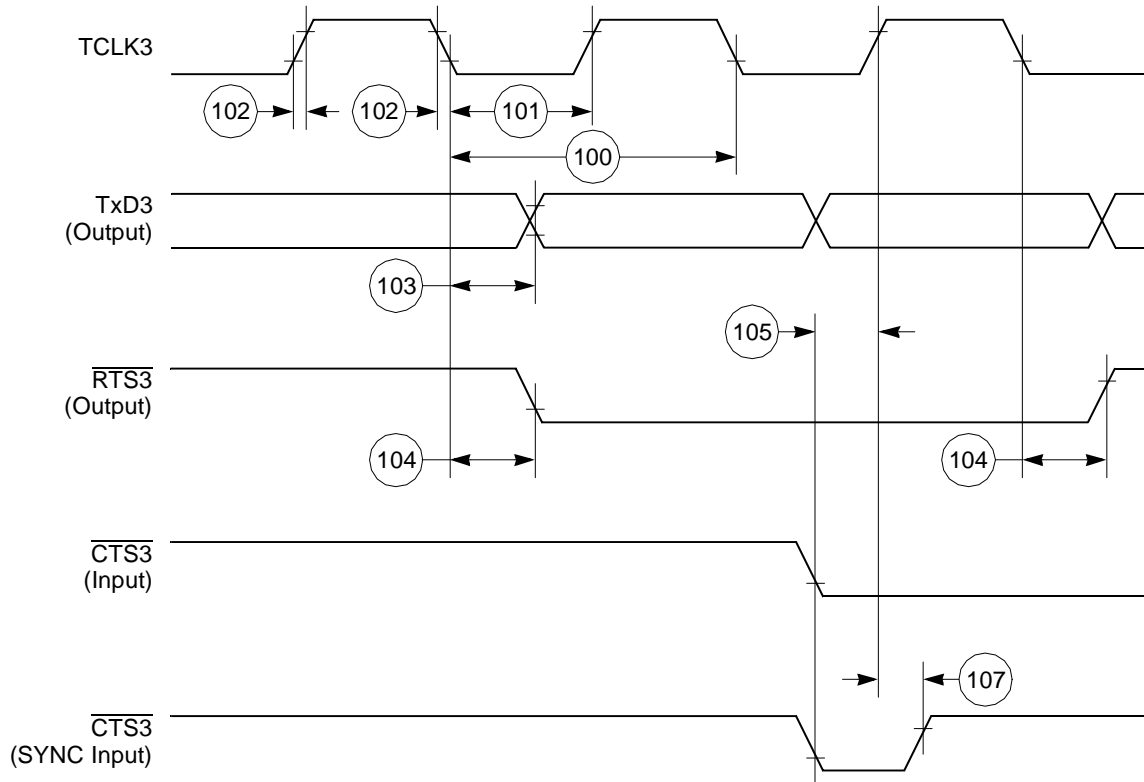 TCLK3
102
102
101
100
TxD3
(Output)
103
105
RTS3
(Output)
104
104
CTS3
(Input)
107
CTS3
(SYNC Input)